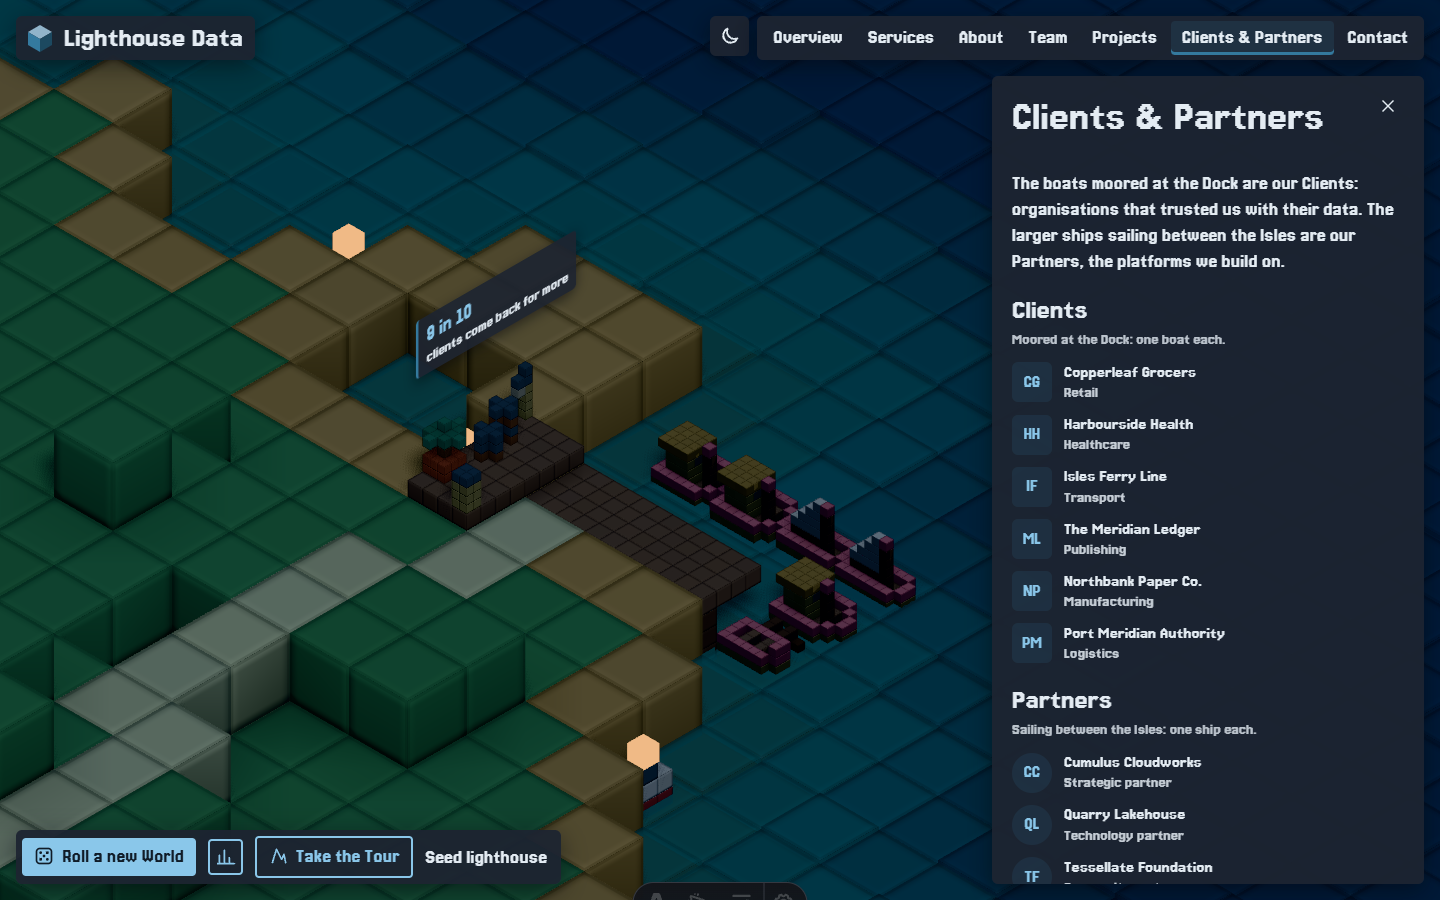 Lighthouse Data
Overview
Services
About
Team
Projects
Clients & Partners
Contact
Clients & Partners
The boats moored at the Dock are our Clients:
organisations that trusted us with their data. The
larger ships sailing between the Isles are our
Partners, the platforms we build on.
Clients
Moored at the Dock: one boat each.
CG
Copperleaf Grocers
Retail
HH
Harbourside Health
Healthcare
IF
Isles Ferry Line
Transport
ML
The Meridian Ledger
Publishing
NP
Northbank Paper Co.
Manufacturing
PM
Port Meridian Authority
Logistics
Partners
Sailing between the Isles: one ship each.
CC
Cumulus Cloudworks
Strategic partner
QL
Quarry Lakehouse
Technology partner
TF
Tessellate Foundation
9 in 10
clients come back for more
Roll a new World
Take the Tour
Seed lighthouse